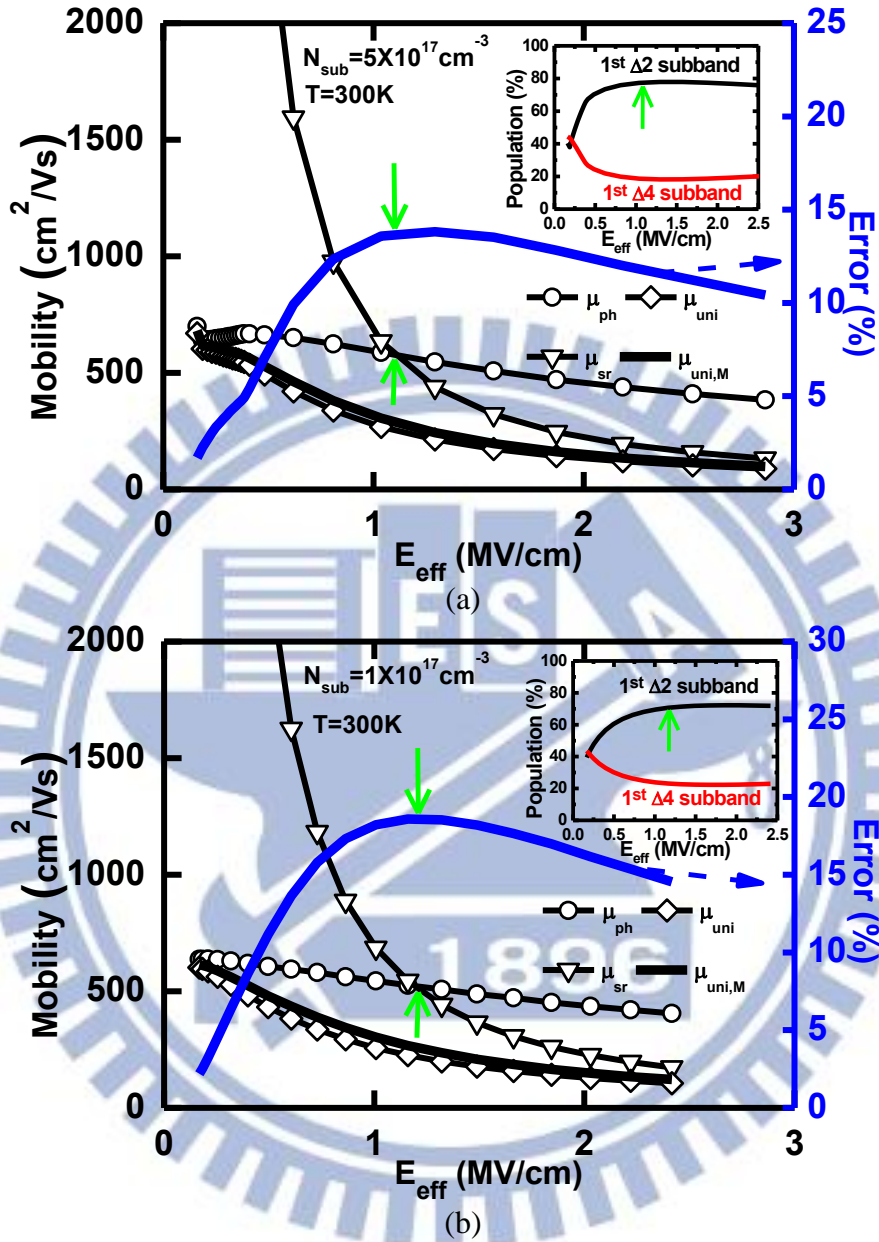 2000
1500
1000
500
0
Mobility (cm²/Vs)
N_sub=5X10^17cm^-3
T=300K
25
20
15
10
5
0
Error (%)
100
80
60
40
20
0
Population (%)
1st Δ2 subband
1st Δ4 subband
0.0 0.5 1.0 1.5 2.0 2.5
E_eff (MV/cm)
μ_ph μ_uni
μ_sr μ_uni,M
0 1 2 3
E_eff (MV/cm)
(a)
2000
1500
1000
500
0
Mobility (cm²/Vs)
N_sub=1X10^17cm^-3
T=300K
30
25
20
15
10
5
0
Error (%)
100
80
60
40
20
0
Population (%)
1st Δ2 subband
1st Δ4 subband
0.0 0.5 1.0 1.5 2.0 2.5
E_eff (MV/cm)
μ_ph μ_uni
μ_sr μ_uni,M
0 1 2 3
E_eff (MV/cm)
(b)
E S A
1896